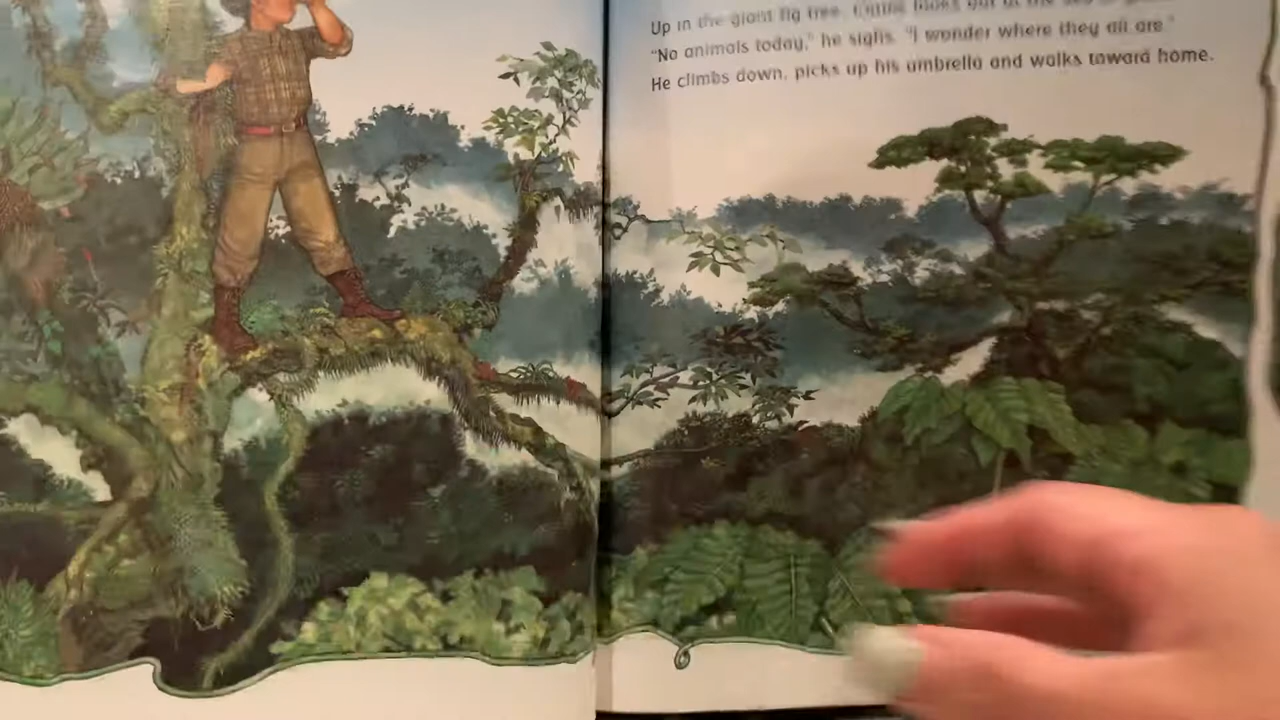 Up in the giant fig tree,
"No animals today," he sighs. "I wonder where they all are."
He climbs down, picks up his umbrella and walks toward home.